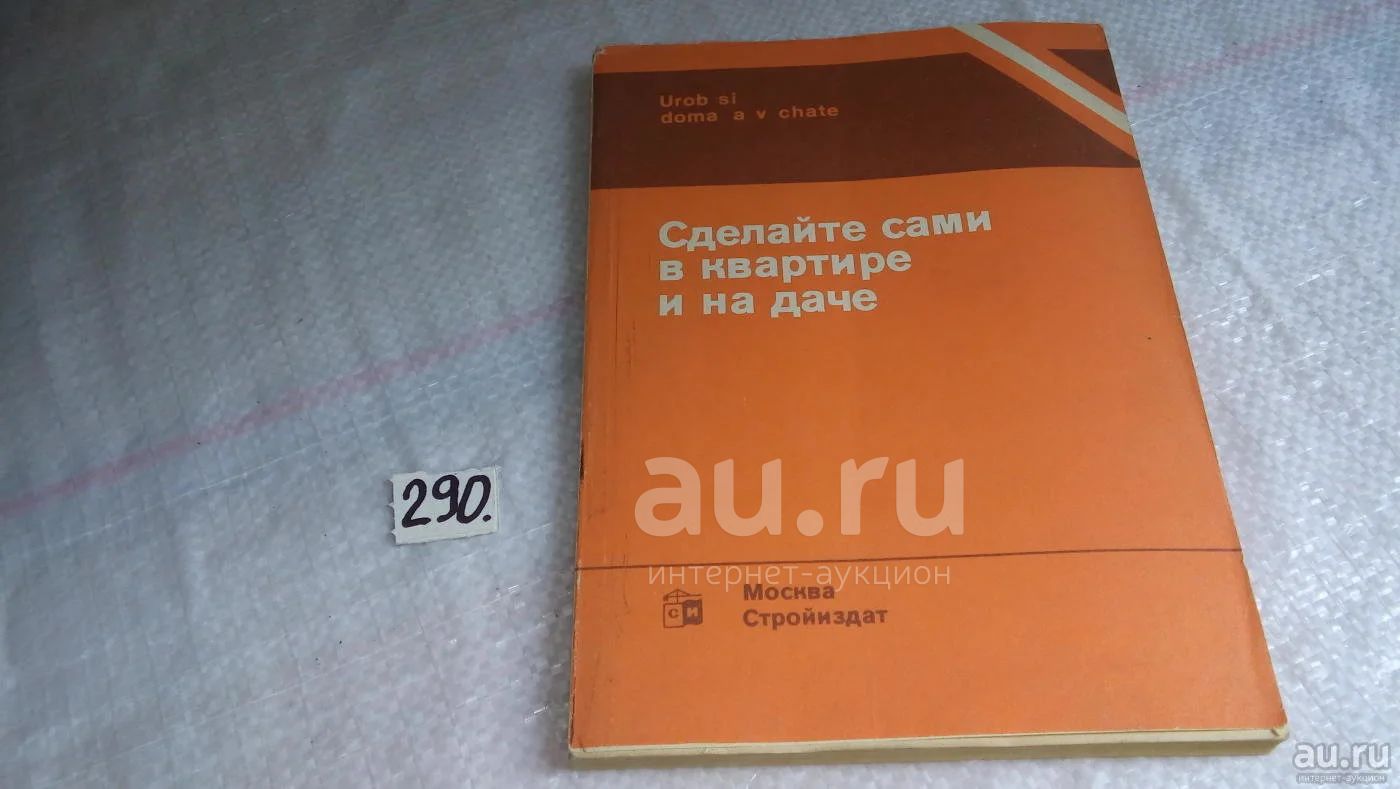 Urob si
doma a v chate
Сделайте сами
в квартире
и на даче
290.
au.ru
интернет-аукцион
си
Москва
Стройиздат
au.ru
интернет-аукцион